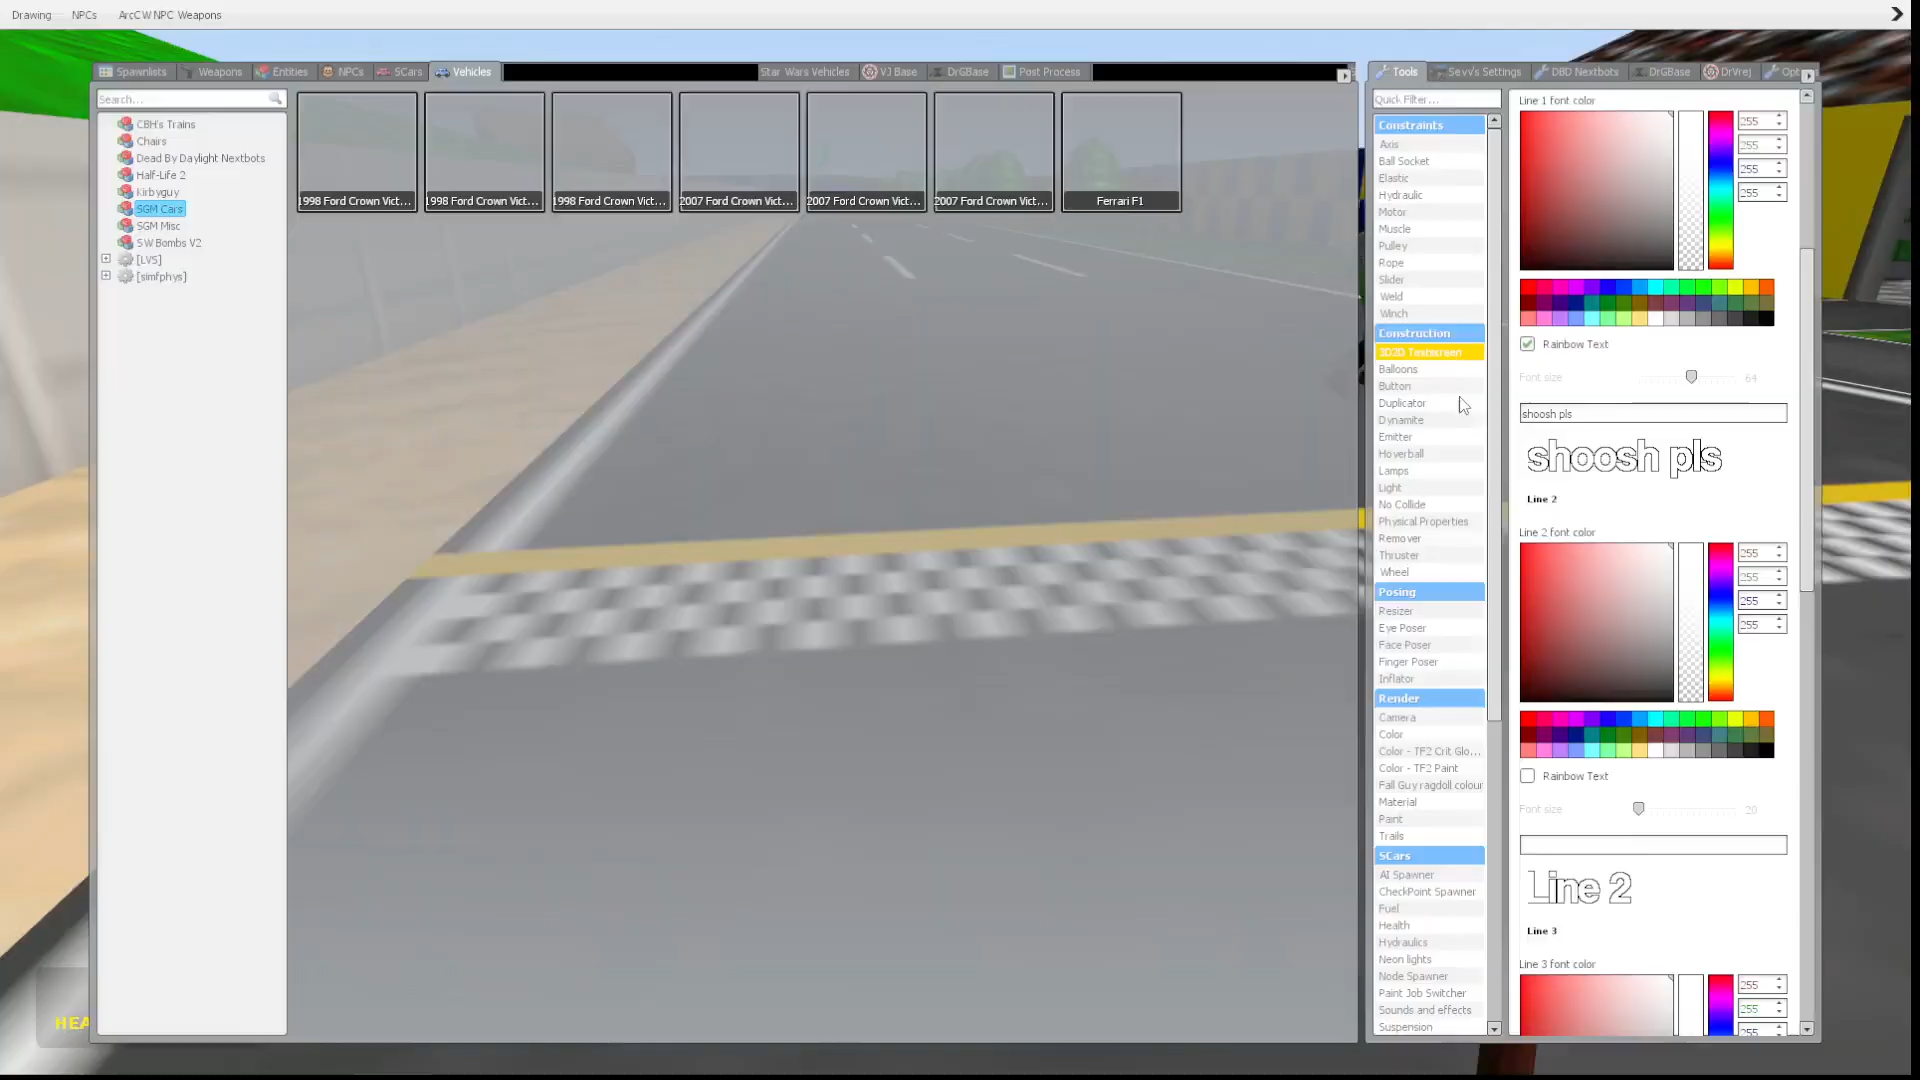 Drawing NPCs ArcCW NPC Weapons
Spawnlists Weapons Entities NPCs SCars Vehicles Star Wars Vehicles VJ Base DrGBase Post Process
Search...
CBH's Trains
Chairs
Dead By Daylight Nextbots
Half-Life 2
Kirbyguy
SGM Cars
SGM Misc
SW Bombs V2
[LVS]
[simfphys]
1998 Ford Crown Vict... 1998 Ford Crown Vict... 1998 Ford Crown Vict... 2007 Ford Crown Vict... 2007 Ford Crown Vict... 2007 Ford Crown Vict... Ferrari F1
HEA
Tools Sevv's Settings DBD Nextbots DrGBase DrVrej Opt
Quick Filter...
Constraints
Axis
Ball Socket
Elastic
Hydraulic
Motor
Muscle
Pulley
Rope
Slider
Weld
Winch
Construction
3D2D Textscreen
Balloons
Button
Duplicator
Dynamite
Emitter
Hoverball
Lamps
Light
No Collide
Physical Properties
Remover
Thruster
Wheel
Posing
Resizer
Eye Poser
Face Poser
Finger Poser
Inflator
Render
Camera
Color
Color - TF2 Crit Glo...
Color - TF2 Paint
Fall Guy ragdoll colour
Material
Paint
Trails
SCars
AI Spawner
CheckPoint Spawner
Fuel
Health
Hydraulics
Neon lights
Node Spawner
Paint Job Switcher
Sounds and effects
Suspension
Line 1 font color
255
255
255
255
Rainbow Text
Font size 64
shoosh pls
shoosh pls
Line 2
Line 2 font color
255
255
255
255
Rainbow Text
Font size 20
Line 2
Line 3
Line 3 font color
255
255
255